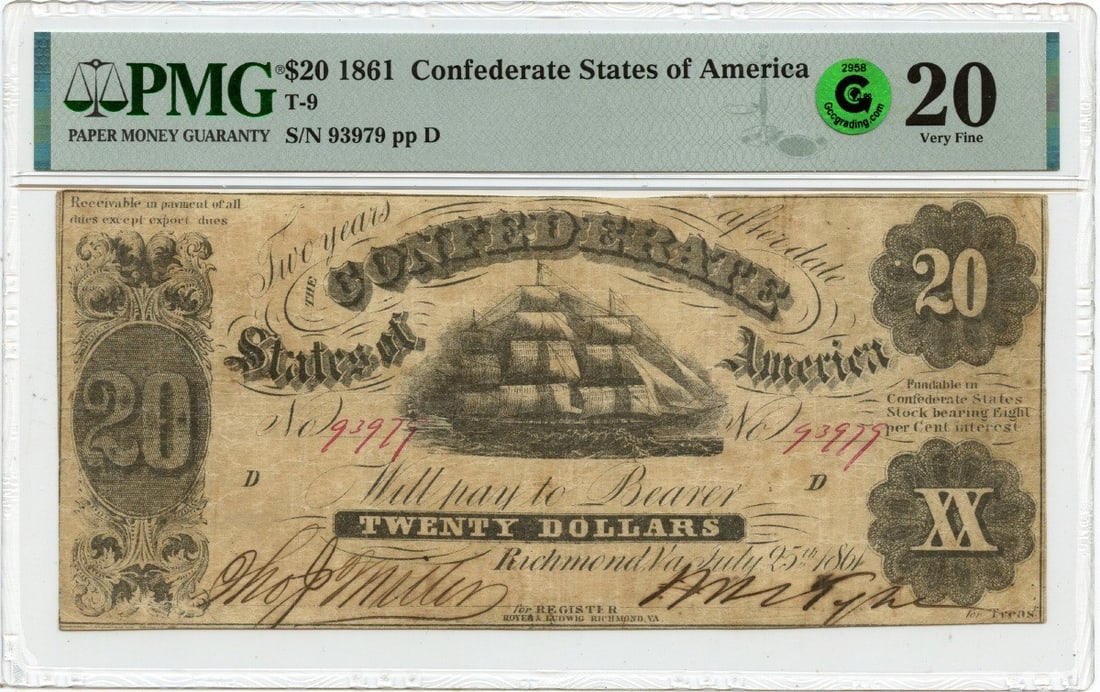 PMG® $20 1861 Confederate States of America
T-9
PAPER MONEY GUARANTY S/N 93979 pp D
2958
G
Gccgrading.com
20
Very Fine
Receivable in payment of all
dues except export dues
Two years after date
THE CONFEDERATE
States of America
20
20
20
Fundable in
Confederate States
Stock bearing Eight
per Cent interest
No 93979 No 93979
D D
Will pay to Bearer
TWENTY DOLLARS
XX
Richmond, Va. July 25th 1861
for REGISTER
for Treas.
HOYER & LUDWIG RICHMOND, VA